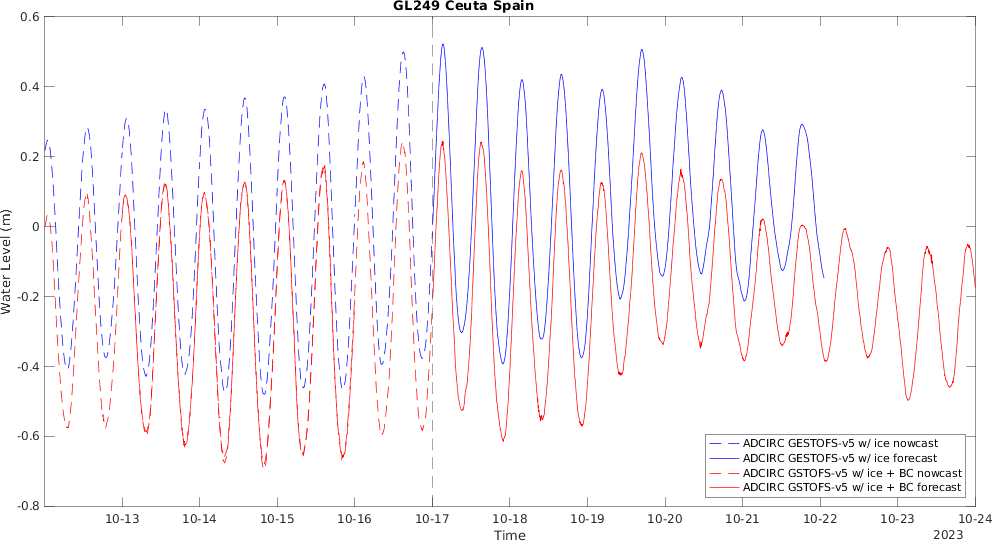 GL249 Ceuta Spain
0.6
0.4
0.2
0
-0.2
-0.4
-0.6
-0.8
Water Level (m)
ADCIRC GESTOFS-v5 w/ ice nowcast
ADCIRC GESTOFS-v5 w/ ice forecast
ADCIRC GSTOFS-v5 w/ ice + BC nowcast
ADCIRC GSTOFS-v5 w/ ice + BC forecast
10-13 10-14 10-15 10-16 10-17 10-18 10-19 10-20 10-21 10-22 10-23 10-24
Time
2023